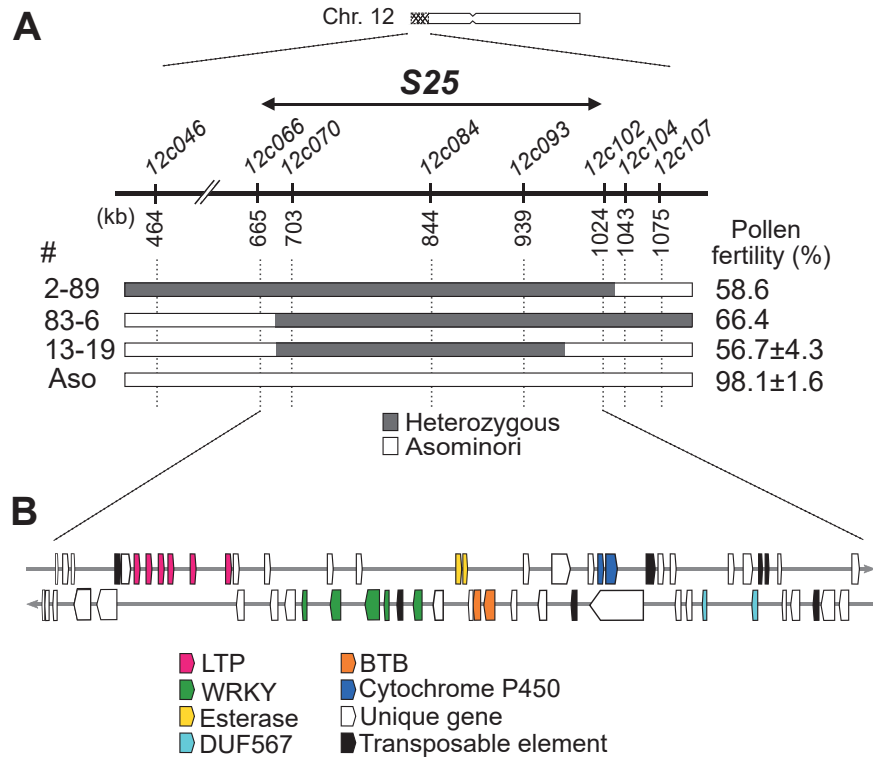 A
Chr. 12
S25
12c046
12c066
12c070
12c084
12c093
12c102
12c104
12c107
(kb)
464
665
703
844
939
1024
1043
1075
#
Pollen
fertility (%)
2-89
58.6
83-6
66.4
13-19
56.7±4.3
Aso
98.1±1.6
Heterozygous
Asominori
B
LTP
BTB
WRKY
Cytochrome P450
Esterase
Unique gene
DUF567
Transposable element